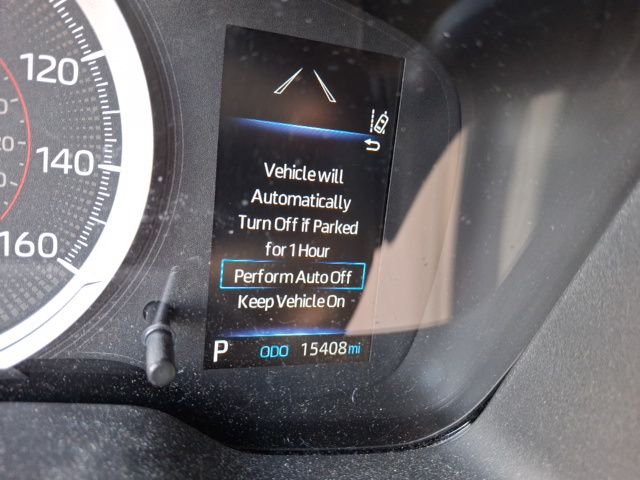 120
140
160
Vehicle will
Automatically
Turn Off if Parked
for 1 Hour
Perform Auto Off
Keep Vehicle On
P ODO 15408 mi